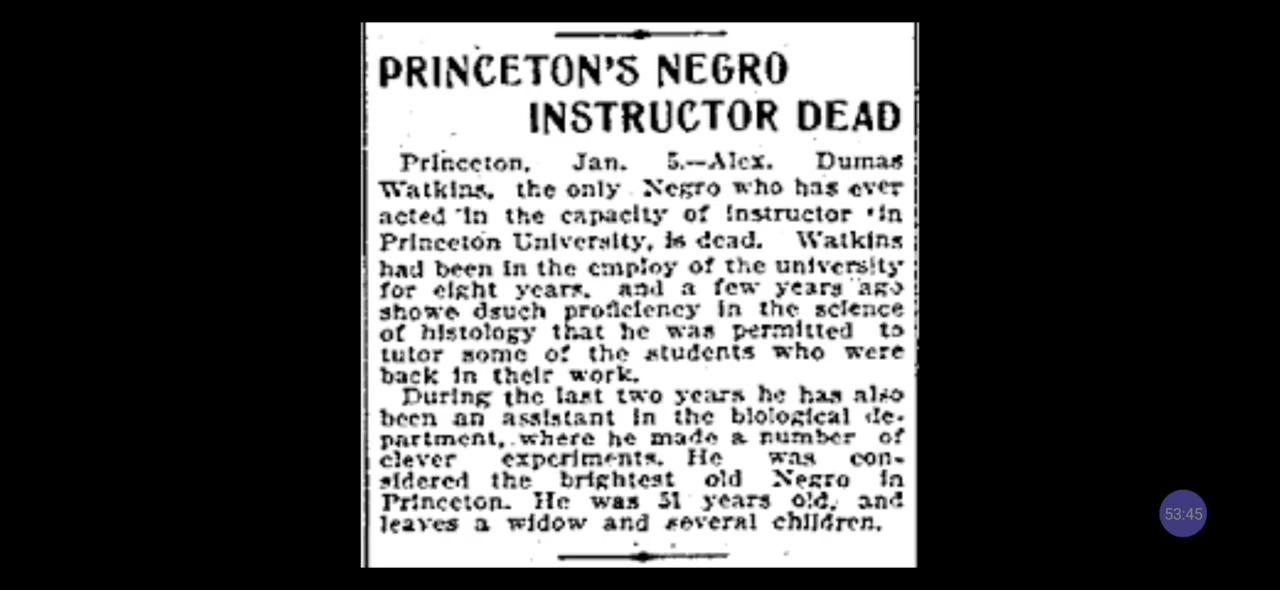 PRINCETON'S NEGRO
INSTRUCTOR DEAD
Princeton, Jan. 5.—Alex. Dumas
Watkins, the only Negro who has ever
acted in the capacity of instructor in
Princeton University, is dead. Watkins
had been in the employ of the university
for eight years, and a few years ago
showe dsuch proficiency in the science
of histology that he was permitted to
tutor some of the students who were
back in their work.
During the last two years he has also
been an assistant in the biological de-
partment, where he made a number of
clever experiments. He was con-
sidered the brightest old Negro in
Princeton. He was 51 years old, and
leaves a widow and several children.
53:45